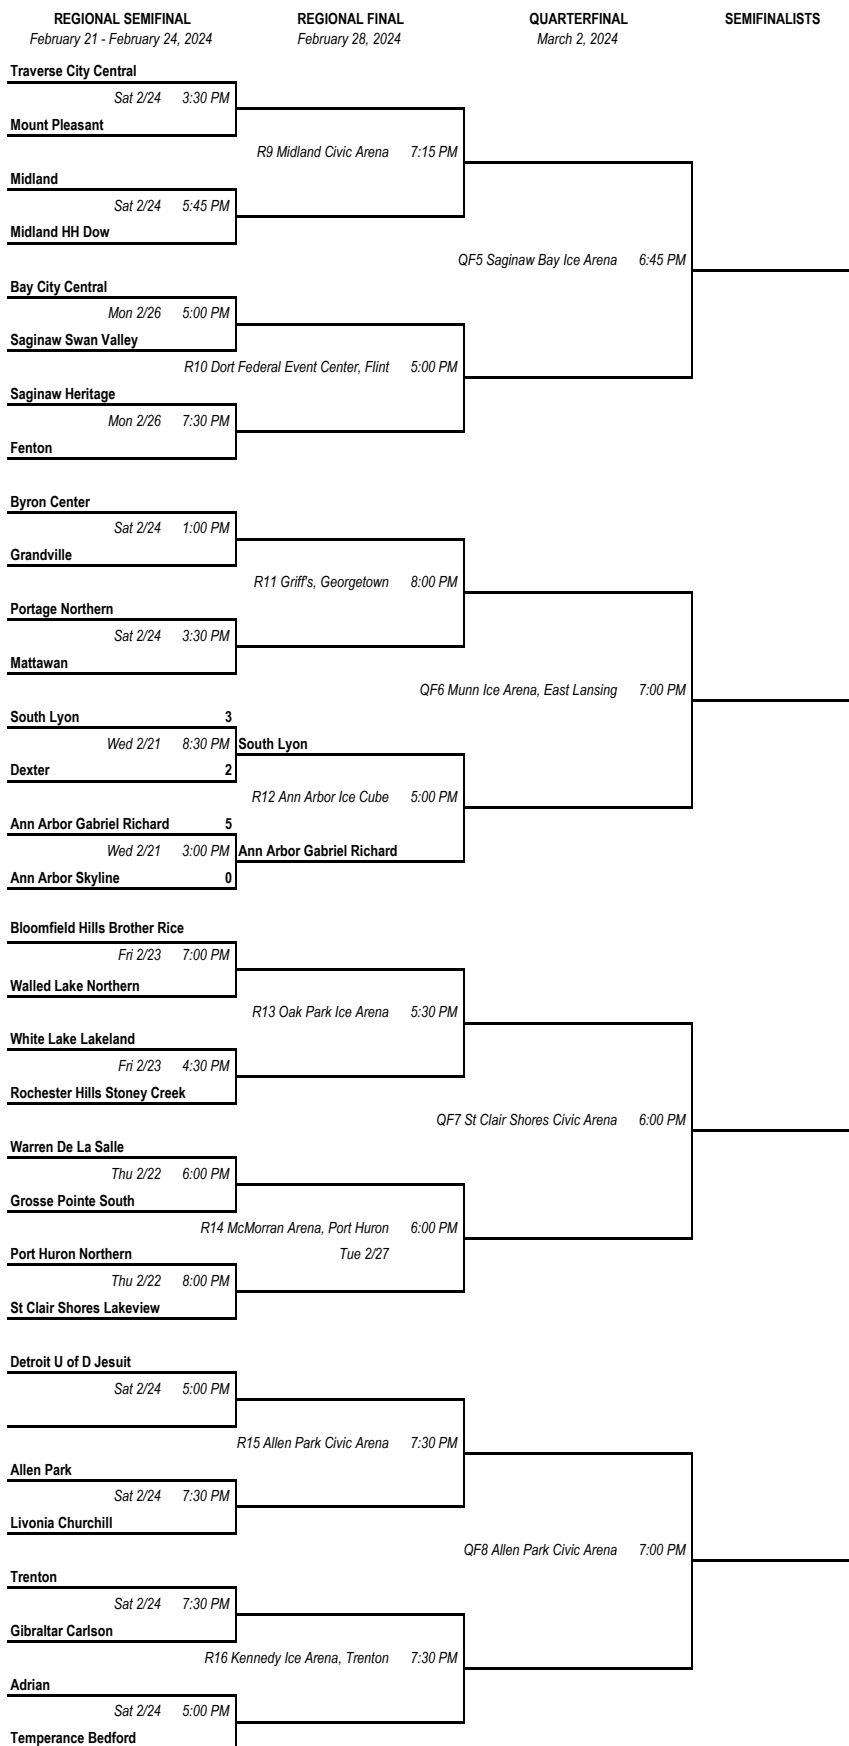 REGIONAL SEMIFINAL REGIONAL FINAL QUARTERFINAL SEMIFINALISTS
February 21 - February 24, 2024 February 28, 2024 March 2, 2024
Traverse City Central
Sat 2/24 3:30 PM
Mount Pleasant
R9 Midland Civic Arena 7:15 PM
Midland
Sat 2/24 5:45 PM
Midland HH Dow
QF5 Saginaw Bay Ice Arena 6:45 PM
Bay City Central
Mon 2/26 5:00 PM
Saginaw Swan Valley
R10 Dort Federal Event Center, Flint 5:00 PM
Saginaw Heritage
Mon 2/26 7:30 PM
Fenton
Byron Center
Sat 2/24 1:00 PM
Grandville
R11 Griff's, Georgetown 8:00 PM
Portage Northern
Sat 2/24 3:30 PM
Mattawan
QF6 Munn Ice Arena, East Lansing 7:00 PM
South Lyon 3
Wed 2/21 8:30 PM South Lyon
Dexter 2
R12 Ann Arbor Ice Cube 5:00 PM
Ann Arbor Gabriel Richard 5
Wed 2/21 3:00 PM Ann Arbor Gabriel Richard
Ann Arbor Skyline 0
Bloomfield Hills Brother Rice
Fri 2/23 7:00 PM
Walled Lake Northern
R13 Oak Park Ice Arena 5:30 PM
White Lake Lakeland
Fri 2/23 4:30 PM
Rochester Hills Stoney Creek
QF7 St Clair Shores Civic Arena 6:00 PM
Warren De La Salle
Thu 2/22 6:00 PM
Grosse Pointe South
R14 McMorran Arena, Port Huron 6:00 PM
Port Huron Northern Tue 2/27
Thu 2/22 8:00 PM
St Clair Shores Lakeview
Detroit U of D Jesuit
Sat 2/24 5:00 PM
R15 Allen Park Civic Arena 7:30 PM
Allen Park
Sat 2/24 7:30 PM
Livonia Churchill
QF8 Allen Park Civic Arena 7:00 PM
Trenton
Sat 2/24 7:30 PM
Gibraltar Carlson
R16 Kennedy Ice Arena, Trenton 7:30 PM
Adrian
Sat 2/24 5:00 PM
Temperance Bedford